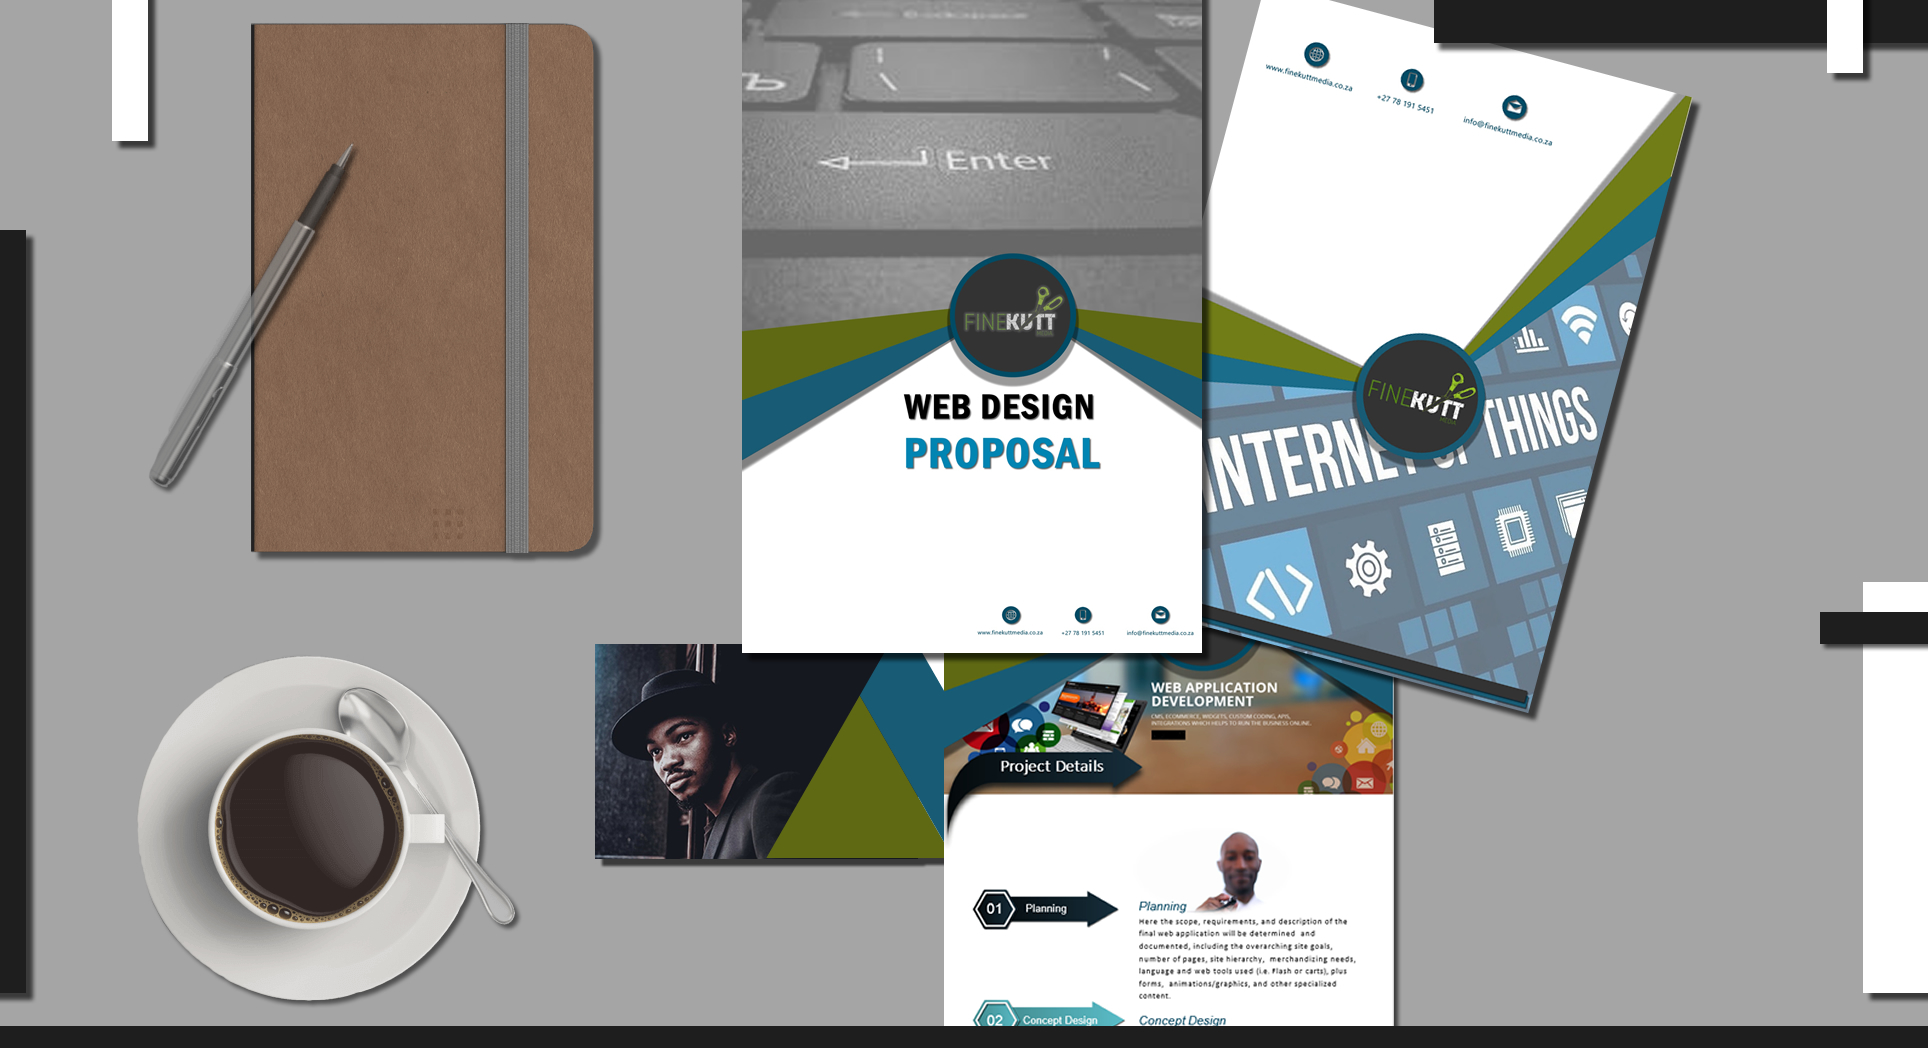 Backspace
Ъ
Enter
FINEKUTT
MEDIA
WEB DESIGN
PROPOSAL
www.finekuttmedia.co.za
+27 78 191 5451
info@finekuttmedia.co.za
www.finekuttmedia.co.za
+27 78 191 5451
info@finekuttmedia.co.za
FINEKUTT
MEDIA
INTERNET OF THINGS
WEB APPLICATION
DEVELOPMENT
CMS, ECOMMERCE, WIDGETS, CUSTOM CODING, APIS,
INTEGRATIONS WHICH HELPS TO RUN THE BUSINESS ONLINE.
Project Details
01
Planning
Planning
Here the scope, requirements, and description of the
final web application will be determined and
documented, including the overarching site goals,
number of pages, site hierarchy, merchandizing needs,
language and web tools used (i.e. Flash or carts), plus
forms, animations/graphics, and other specialized
content.
02
Concept Design
Concept Design